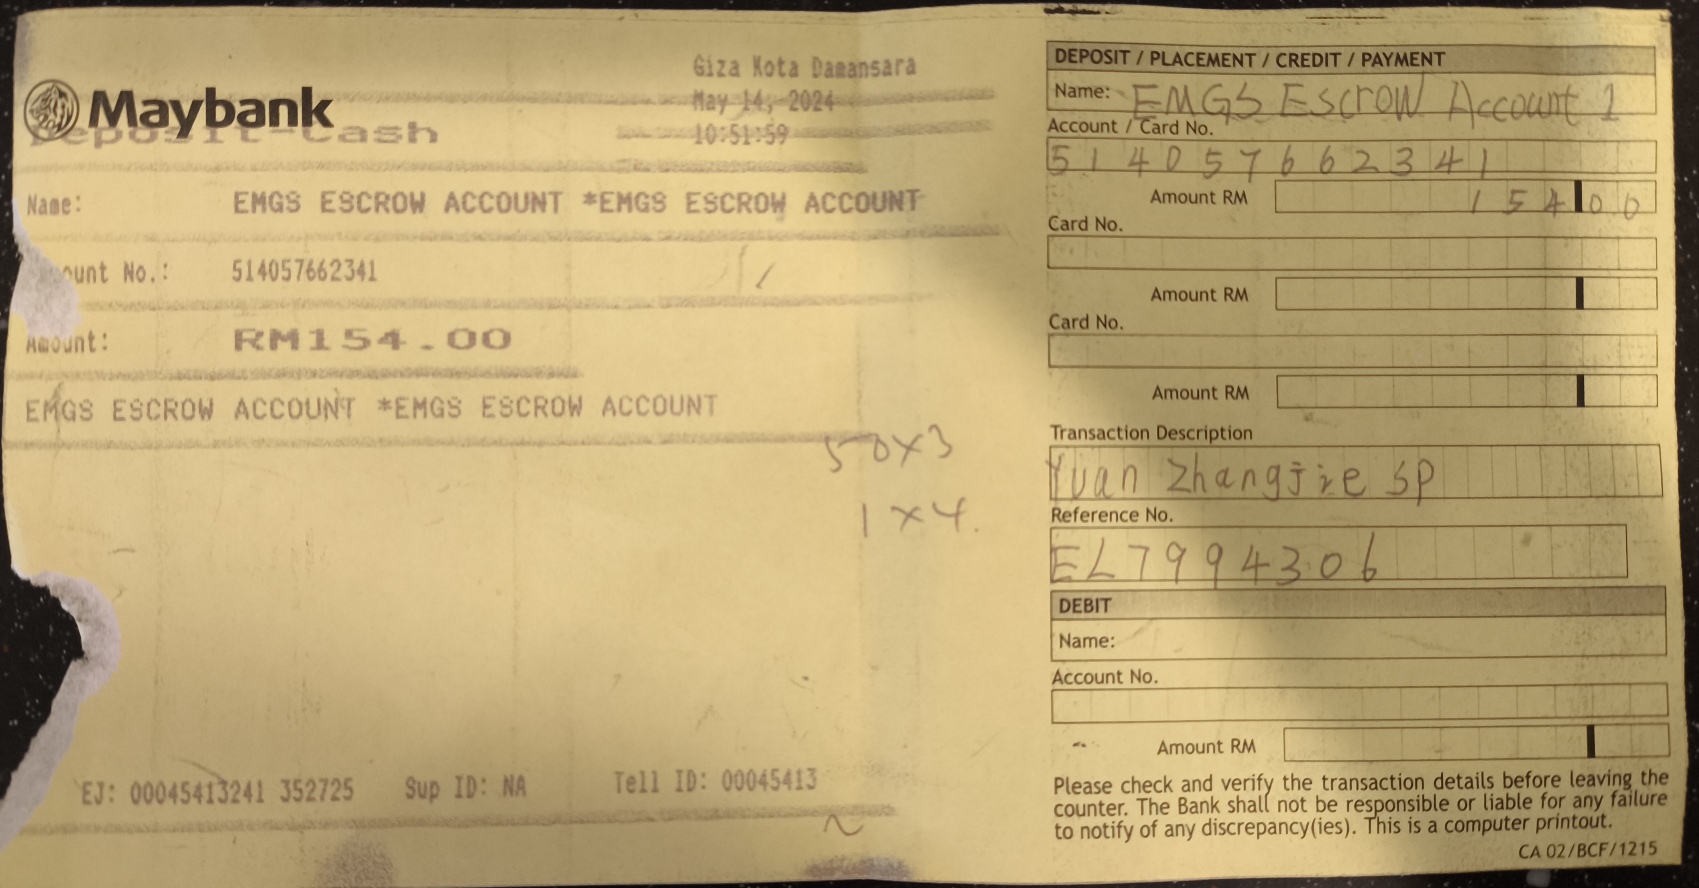 Maybank
Deposit-Cash
Giza Kota Damansara
May 14, 2024
10:51:59
Name: EMGS ESCROW ACCOUNT *EMGS ESCROW ACCOUNT
ount No.: 514057662341
Amount: RM154.00
EMGS ESCROW ACCOUNT *EMGS ESCROW ACCOUNT
50x3
1x4.
EJ: 00045413241 352725 Sup ID: NA Tell ID: 00045413
DEPOSIT / PLACEMENT / CREDIT / PAYMENT
Name: EMGS Escrow Account 1
Account / Card No.
514057662341
Amount RM 154 00
Card No.
Amount RM
Card No.
Amount RM
Transaction Description
Yuan Zhangjie SP
Reference No.
EL7994306
DEBIT
Name:
Account No.
Amount RM
Please check and verify the transaction details before leaving the
counter. The Bank shall not be responsible or liable for any failure
to notify of any discrepancy(ies). This is a computer printout.
CA 02/BCF/1215